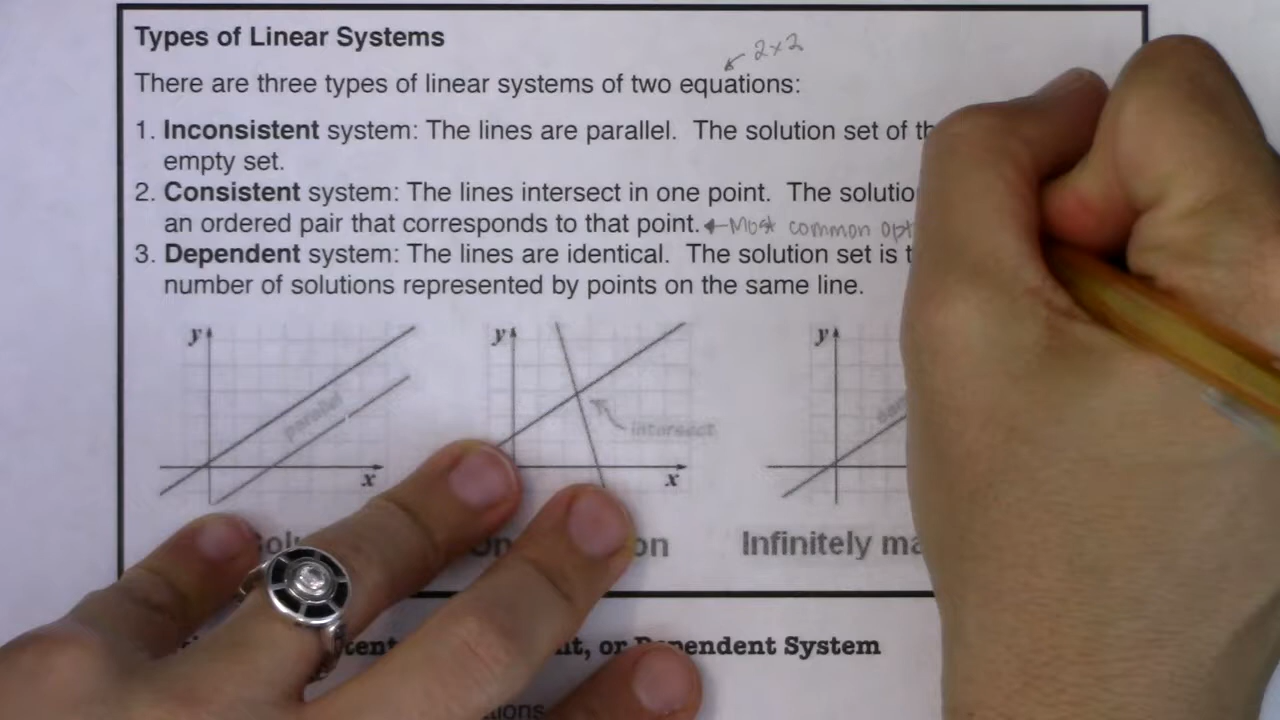 Types of Linear Systems
2x2
There are three types of linear systems of two equations:
1. Inconsistent system: The lines are parallel. The solution set of th
empty set.
2. Consistent system: The lines intersect in one point. The solutio
an ordered pair that corresponds to that point. ←Most common opt
3. Dependent system: The lines are identical. The solution set is t
number of solutions represented by points on the same line.
y y y
parallel
intersect
x x
on Infinitely ma
or Dependent System